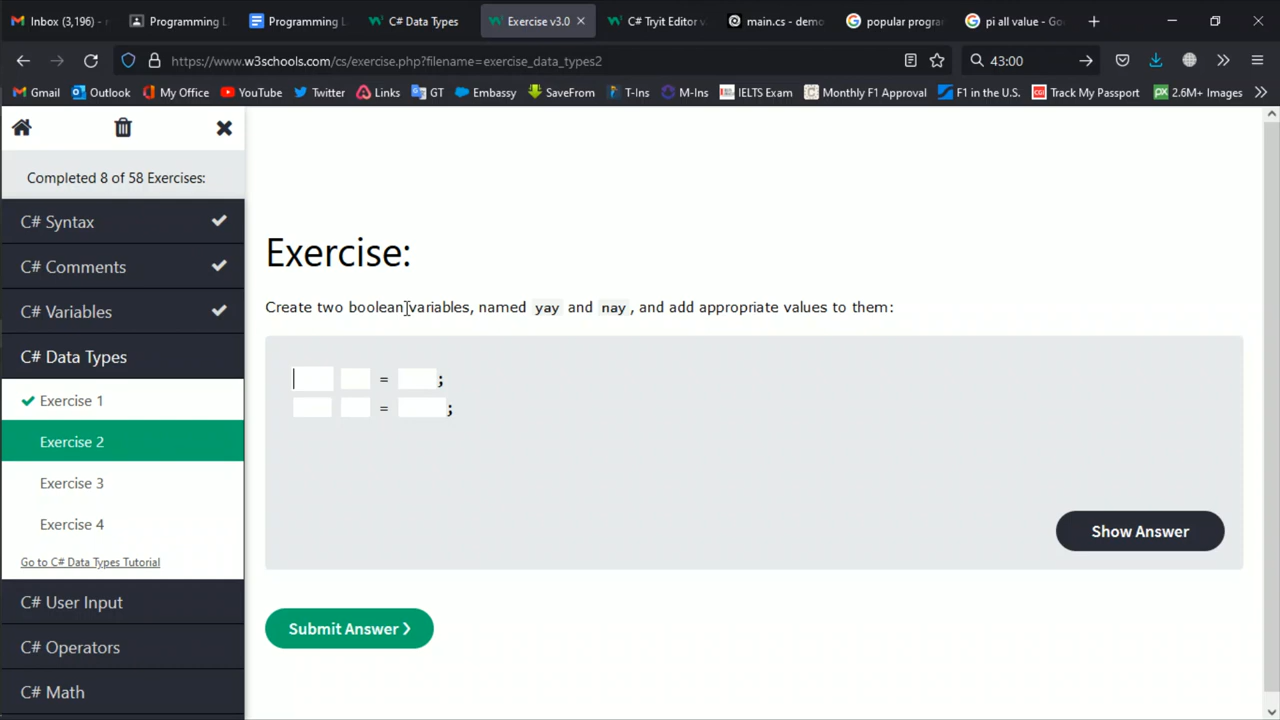 Inbox (3,196)
Programming L
Programming L
C# Data Types
Exercise v3.0
C# Tryit Editor v
main.cs - demo
popular progra
pi all value - Go
https://www.w3schools.com/cs/exercise.php?filename=exercise_data_types2
43:00
Gmail
Outlook
My Office
YouTube
Twitter
Links
GT
Embassy
SaveFrom
T-Ins
M-Ins
IELTS Exam
Monthly F1 Approval
F1 in the U.S.
Track My Passport
2.6M+ Images
Completed 8 of 58 Exercises:
C# Syntax
C# Comments
C# Variables
C# Data Types
Exercise 1
Exercise 2
Exercise 3
Exercise 4
Go to C# Data Types Tutorial
C# User Input
C# Operators
C# Math
Exercise:
Create two boolean variables, named yay and nay, and add appropriate values to them:
= ;
= ;
Show Answer
Submit Answer ❯